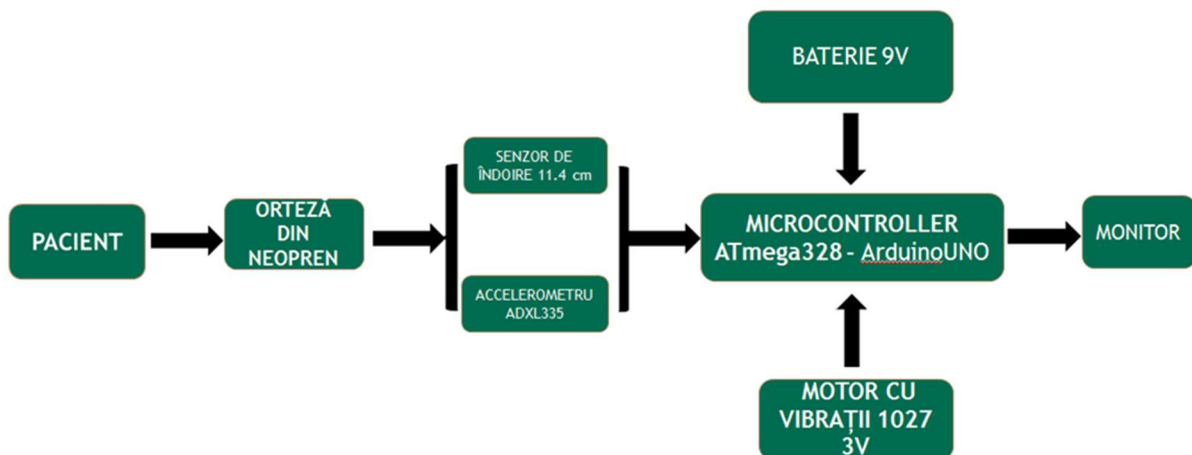 PACIENT
ORTEZĂ
DIN
NEOPREN
SENZOR DE
ÎNDOIRE 11.4 cm
ACCELEROMETRU
ADXL335
BATERIE 9V
MICROCONTROLLER
ATmega328 - ArduinoUNO
MOTOR CU
VIBRAȚII 1027
3V
MONITOR